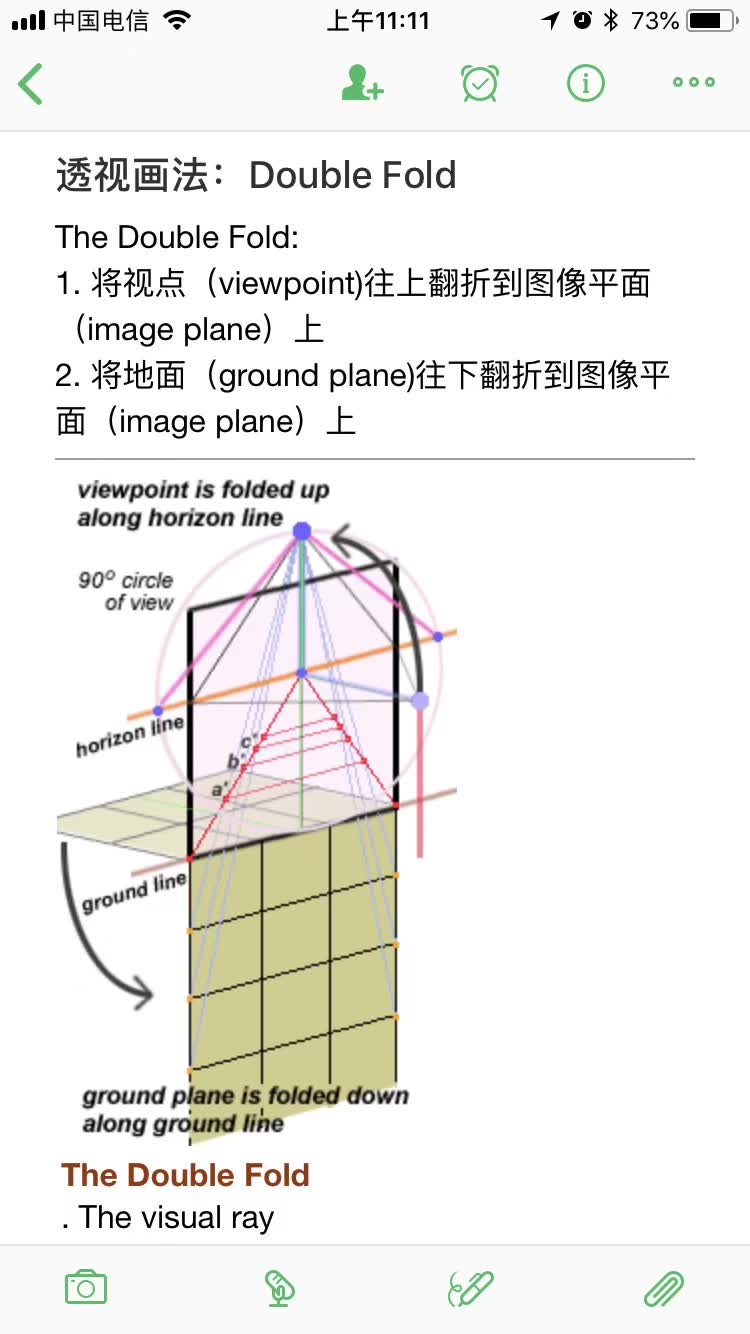 中国电信
上午11:11
73%
透视画法：Double Fold
The Double Fold:
1. 将视点（viewpoint)往上翻折到图像平面
（image plane）上
2. 将地面（ground plane)往下翻折到图像平
面（image plane）上
viewpoint is folded up
along horizon line
90º circle
of view
horizon line
c'
b'
a'
ground line
ground plane is folded down
along ground line
The Double Fold
. The visual ray